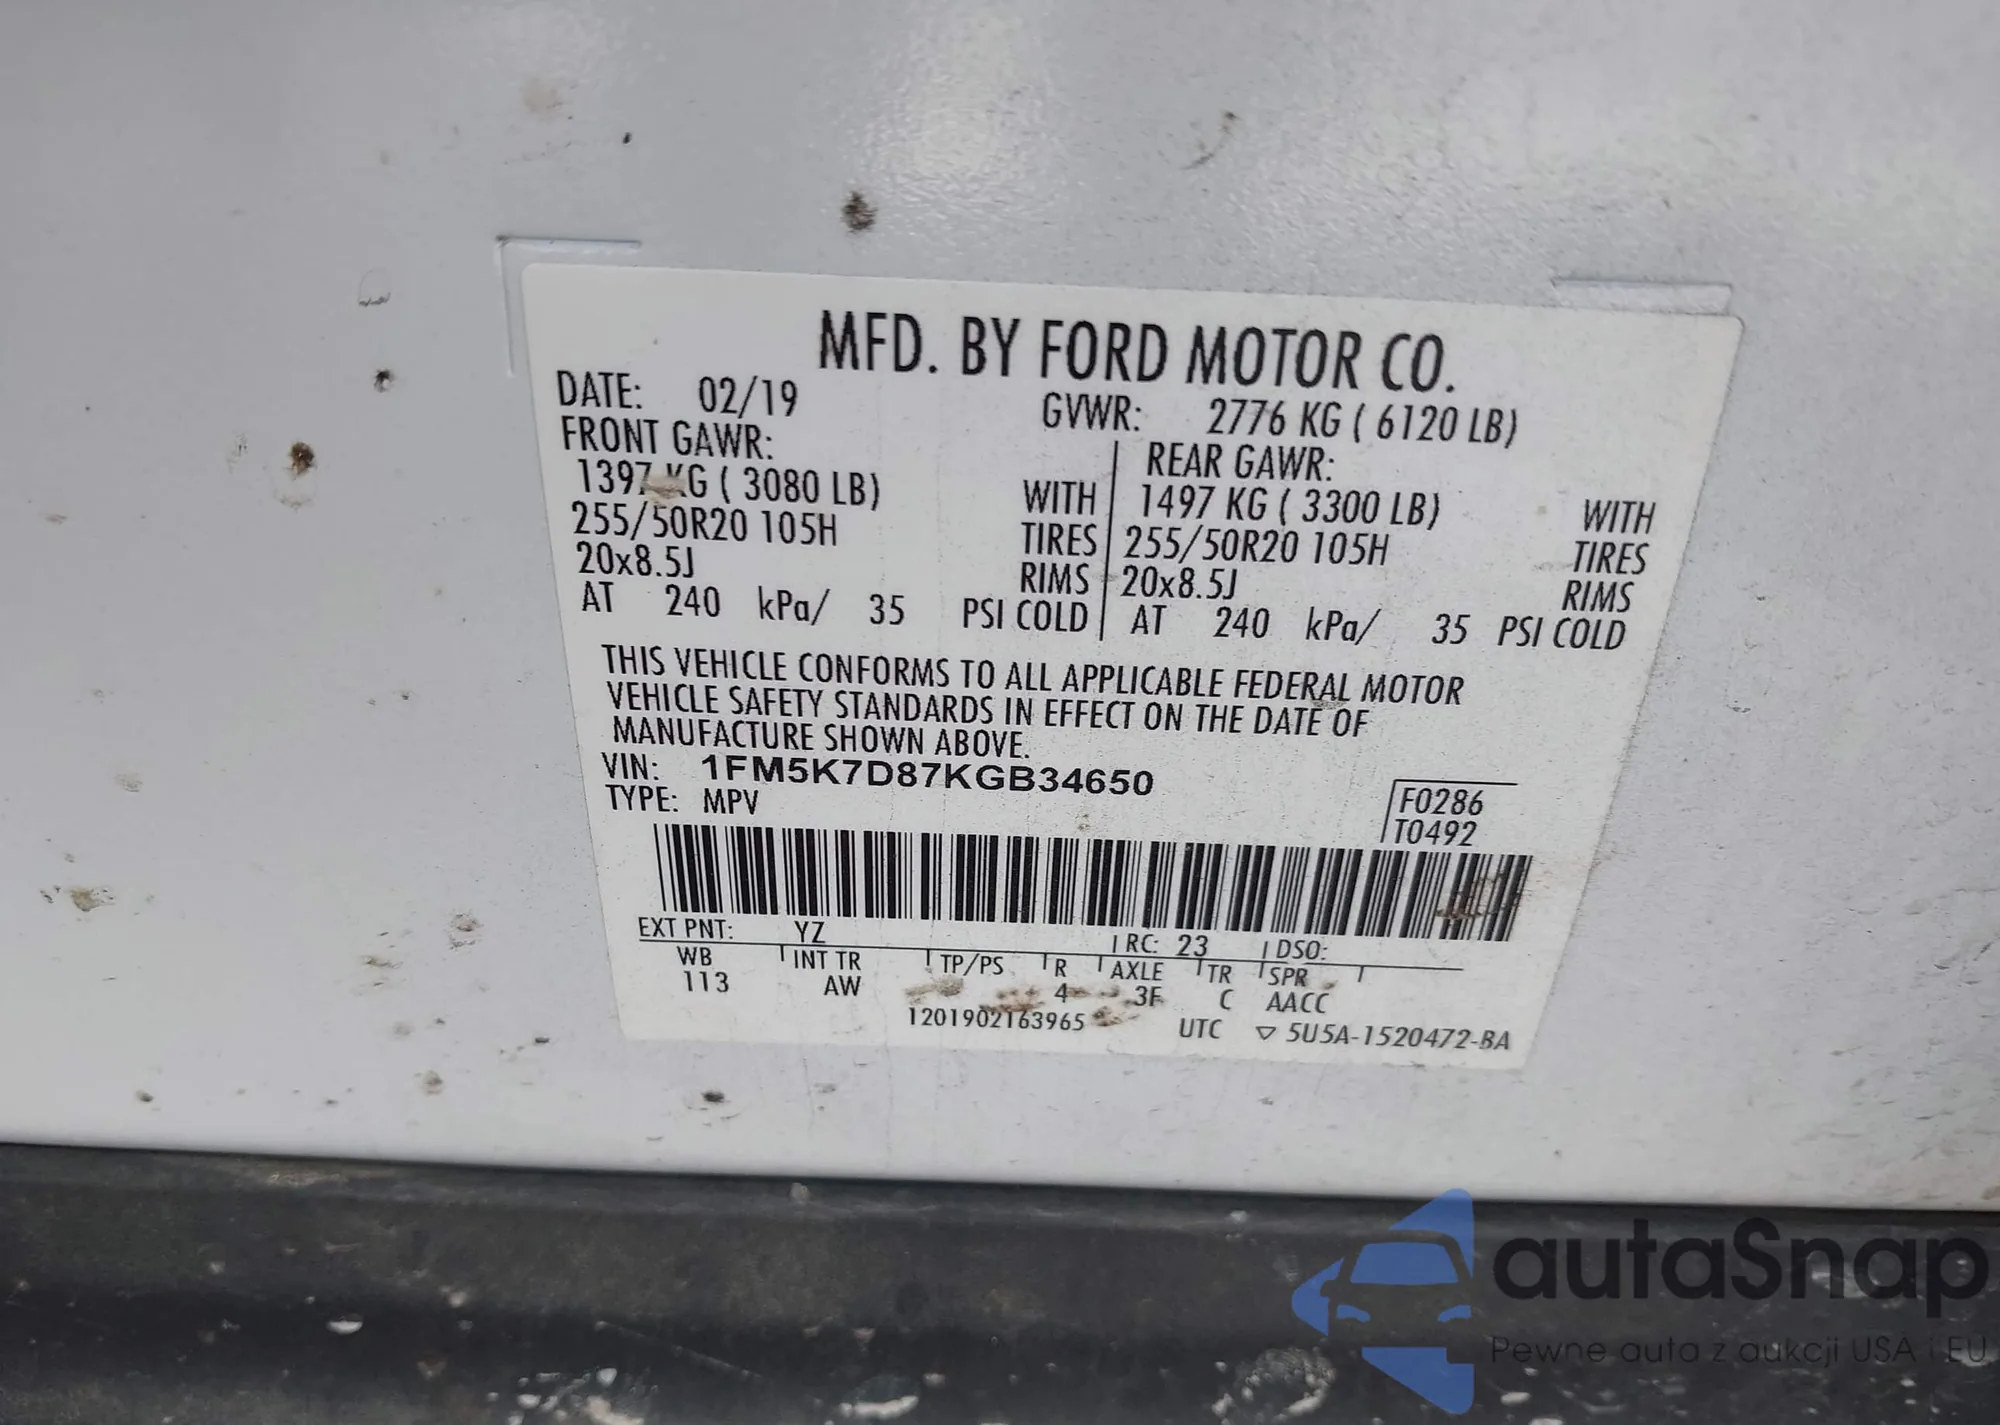 MFD. BY FORD MOTOR CO.
DATE: 02/19 GVWR: 2776 KG ( 6120 LB)
FRONT GAWR: REAR GAWR:
1397 KG ( 3080 LB) WITH 1497 KG ( 3300 LB) WITH
255/50R20 105H TIRES 255/50R20 105H TIRES
20x8.5J RIMS 20x8.5J RIMS
AT 240 kPa/ 35 PSI COLD AT 240 kPa/ 35 PSI COLD
THIS VEHICLE CONFORMS TO ALL APPLICABLE FEDERAL MOTOR
VEHICLE SAFETY STANDARDS IN EFFECT ON THE DATE OF
MANUFACTURE SHOWN ABOVE.
VIN: 1FM5K7D87KGB34650
TYPE: MPV
F0286
T0492
EXT PNT: YZ RC: 23 DSO:
WB INT TR TP/PS R AXLE TR SPR
113 AW 4 3F C AACC
1201902163965 UTC ▽ 5U5A-1520472-BA
autaSnap
Pewne auta z aukcji USA i EU